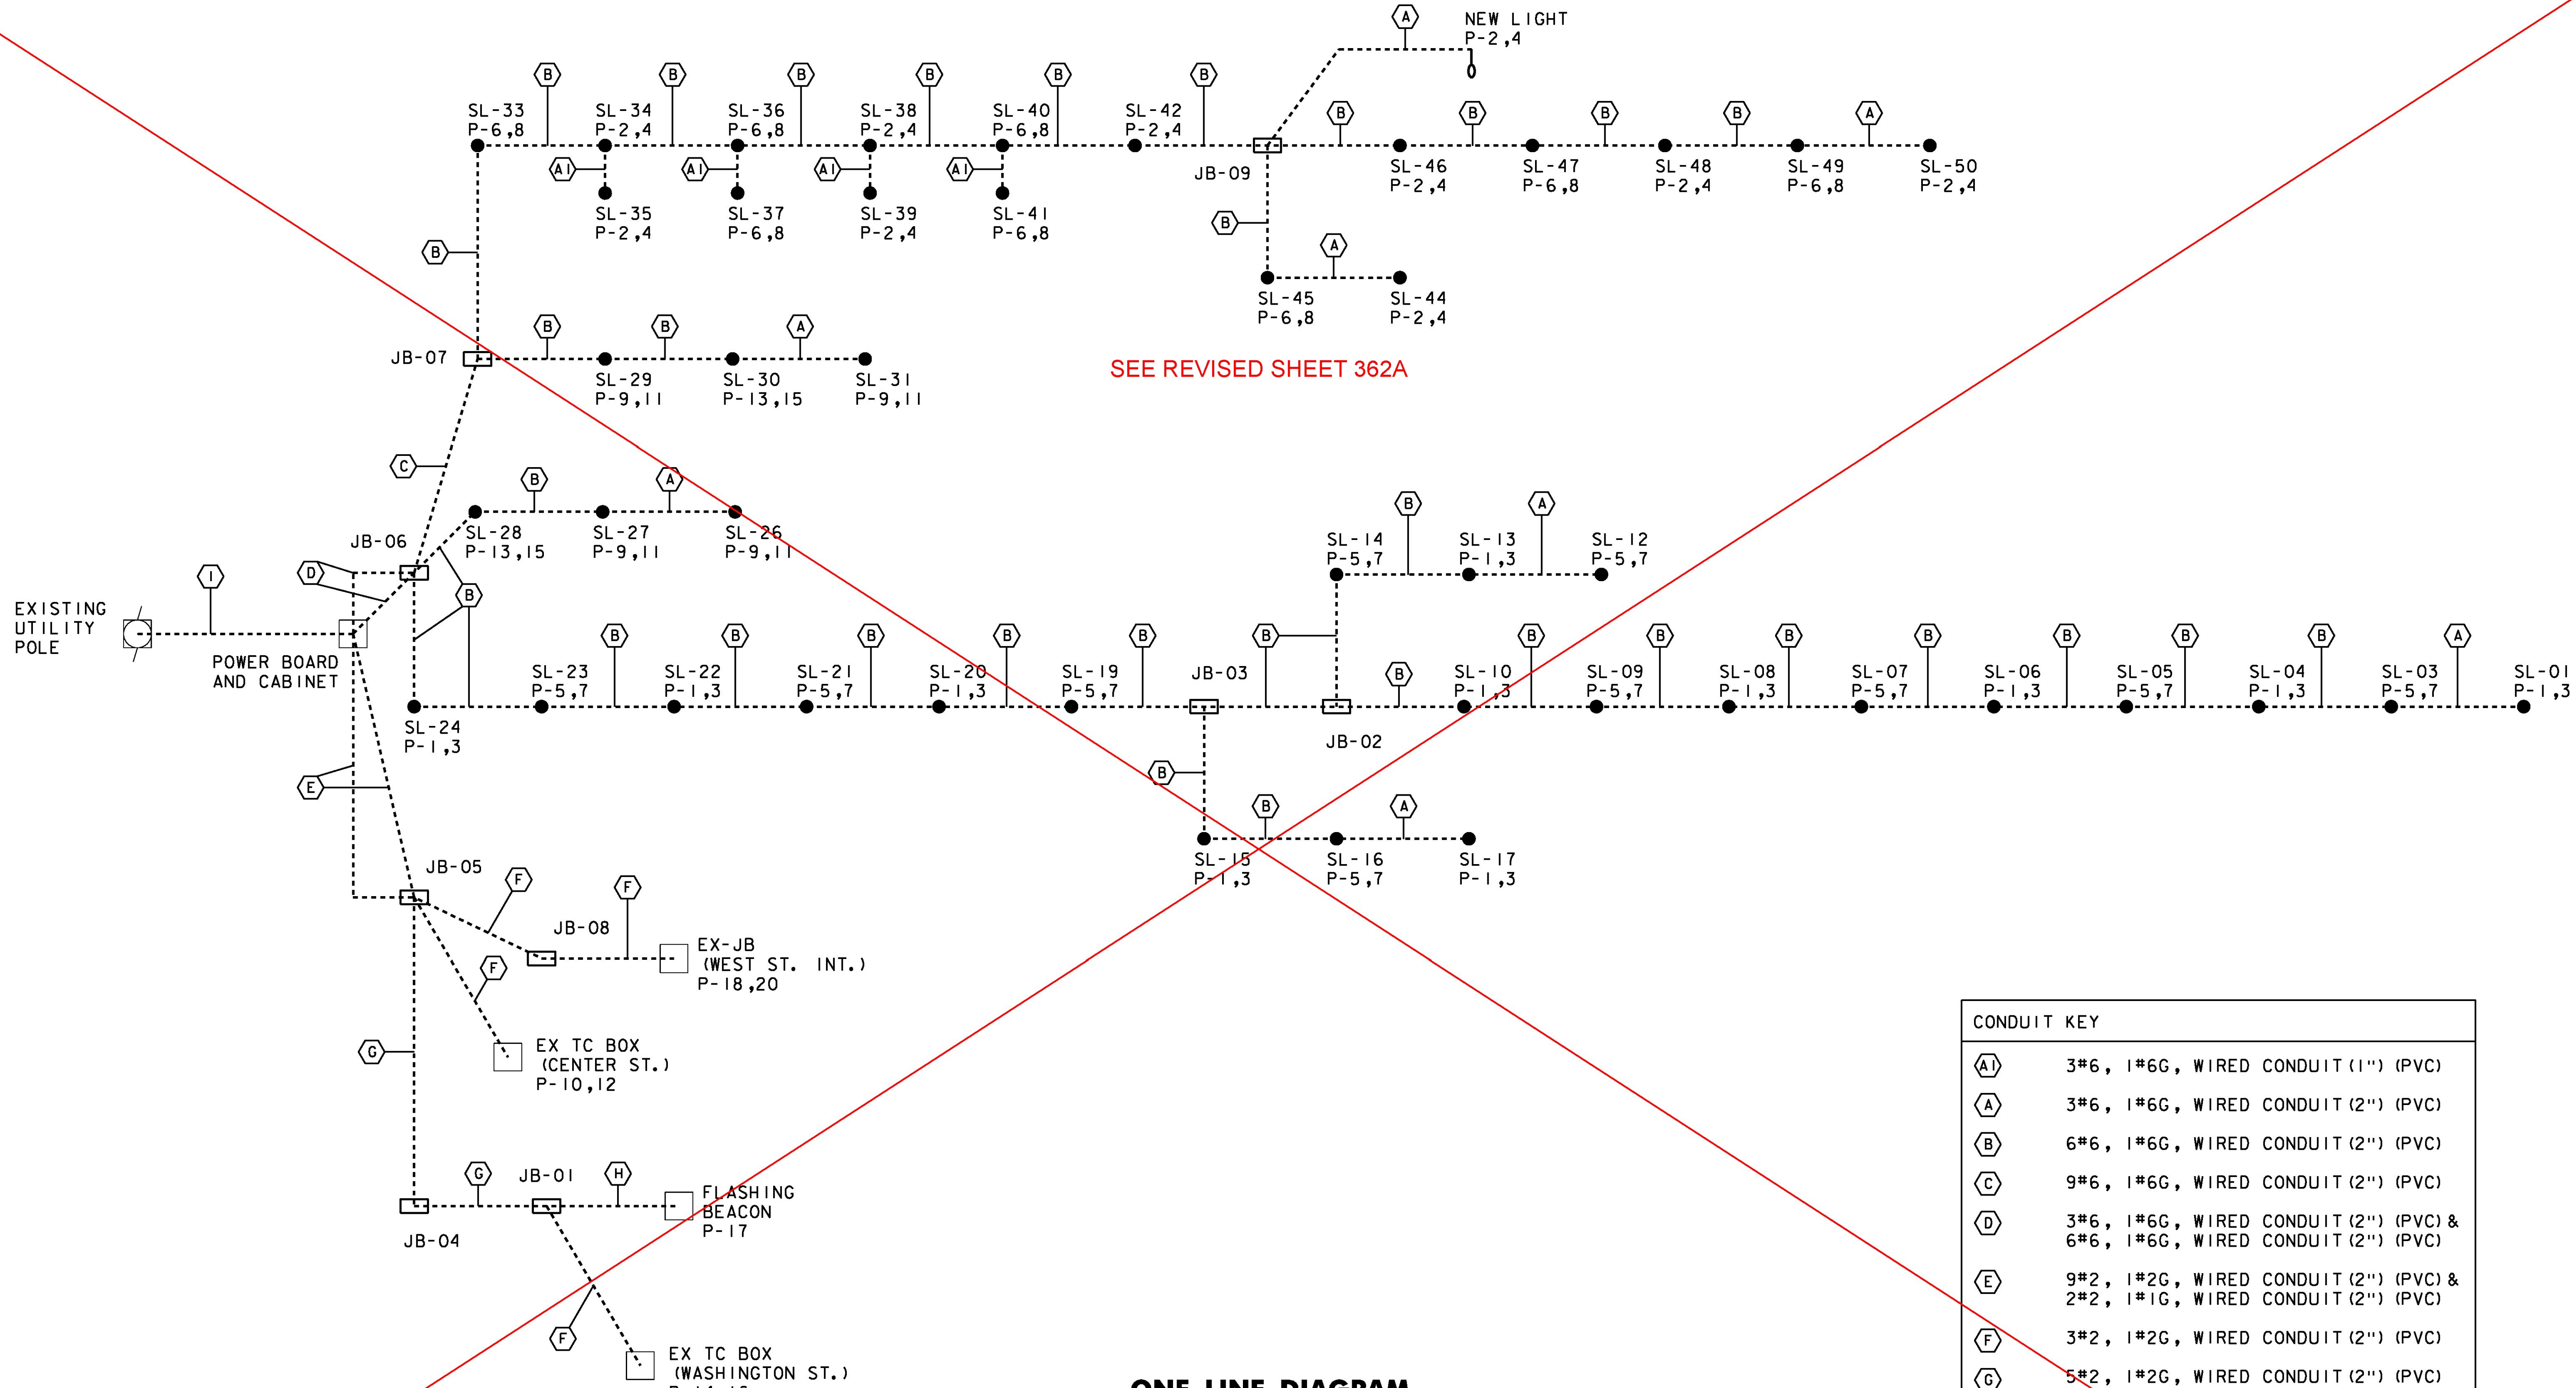 A
NEW LIGHT
P-2,4
B
B
B
B
B
B
SL-33
P-6,8
SL-34
P-2,4
SL-36
P-6,8
SL-38
P-2,4
SL-40
P-6,8
SL-42
P-2,4
B
B
B
B
A
A1
A1
A1
A1
JB-09
SL-46
P-2,4
SL-47
P-6,8
SL-48
P-2,4
SL-49
P-6,8
SL-50
P-2,4
SL-35
P-2,4
SL-37
P-6,8
SL-39
P-2,4
SL-41
P-6,8
B
B
A
SL-45
P-6,8
SL-44
P-2,4
B
B
A
JB-07
SL-29
P-9,11
SL-30
P-13,15
SL-31
P-9,11
SEE REVISED SHEET 362A
C
B
A
SL-28
P-13,15
SL-27
P-9,11
SL-26
P-9,11
JB-06
D
I
B
B
A
SL-14
P-5,7
SL-13
P-1,3
SL-12
P-5,7
EXISTING
UTILITY
POLE
POWER BOARD
AND CABINET
B
B
B
B
B
B
B
B
B
B
B
B
B
B
A
SL-23
P-5,7
SL-22
P-1,3
SL-21
P-5,7
SL-20
P-1,3
SL-19
P-5,7
JB-03
B
SL-10
P-1,3
SL-09
P-5,7
SL-08
P-1,3
SL-07
P-5,7
SL-06
P-1,3
SL-05
P-5,7
SL-04
P-1,3
SL-03
P-5,7
SL-01
P-1,3
SL-24
P-1,3
JB-02
E
B
B
A
SL-15
P-1,3
SL-16
P-5,7
SL-17
P-1,3
JB-05
F
F
JB-08
EX-JB
(WEST ST. INT.)
P-18,20
F
G
EX TC BOX
(CENTER ST.)
P-10,12
G
JB-01
H
FLASHING
BEACON
P-17
JB-04
F
EX TC BOX
(WASHINGTON ST.)
ONE LINE DIAGRAM
CONDUIT KEY
A1 3#6, 1#6G, WIRED CONDUIT (1") (PVC)
A 3#6, 1#6G, WIRED CONDUIT (2") (PVC)
B 6#6, 1#6G, WIRED CONDUIT (2") (PVC)
C 9#6, 1#6G, WIRED CONDUIT (2") (PVC)
D 3#6, 1#6G, WIRED CONDUIT (2") (PVC) &
6#6, 1#6G, WIRED CONDUIT (2") (PVC)
E 9#2, 1#2G, WIRED CONDUIT (2") (PVC) &
2#2, 1#1G, WIRED CONDUIT (2") (PVC)
F 3#2, 1#2G, WIRED CONDUIT (2") (PVC)
G 5#2, 1#2G, WIRED CONDUIT (2") (PVC)